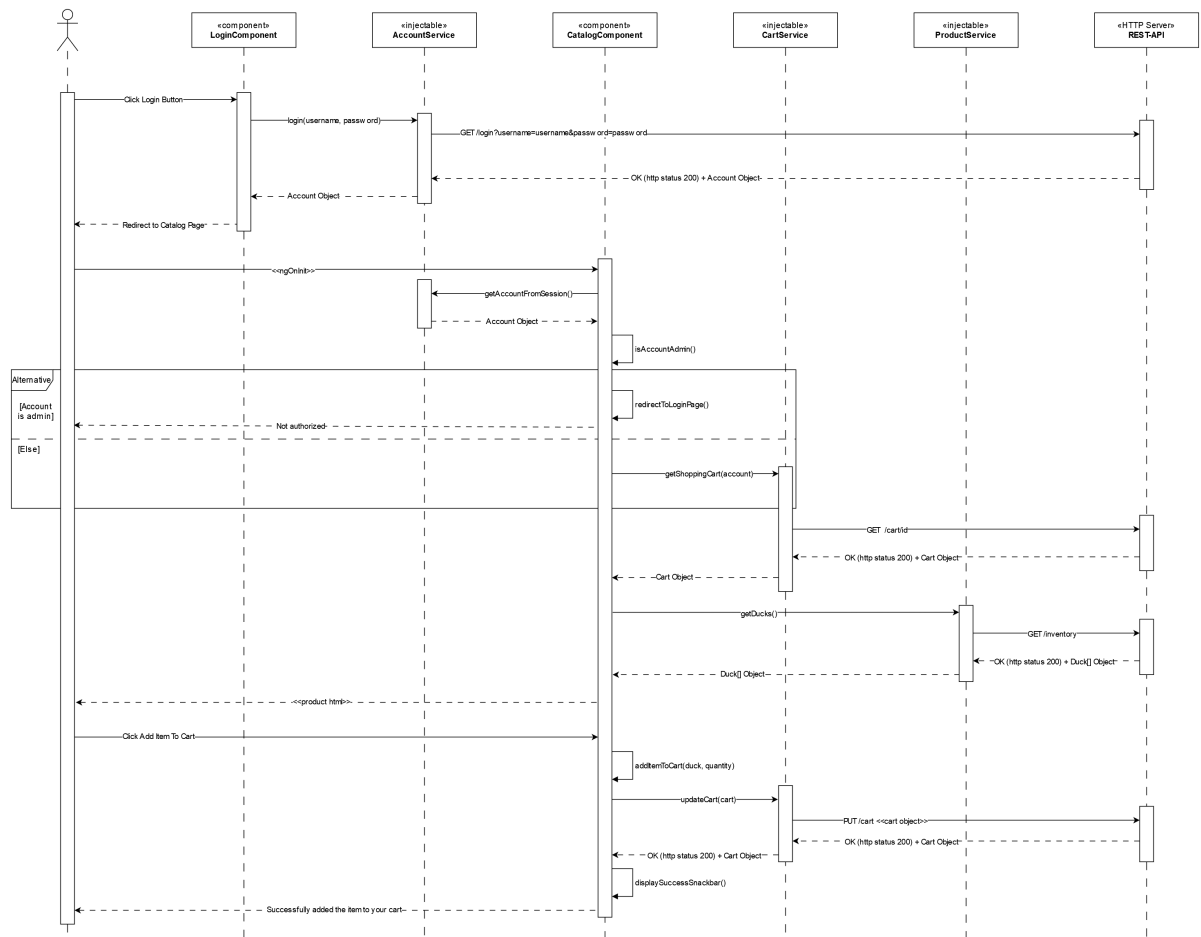 «component»
LoginComponent
«injectable»
AccountService
«component»
CatalogComponent
«injectable»
CartService
«injectable»
ProductService
«HTTP Server»
REST-API
Click Login Button
login(username, password)
GET /login?username=username&password=password
OK (http status 200) + Account Object
Account Object
Redirect to Catalog Page
<<ngOnInit>>
getAccountFromSession()
Account Object
isAccountAdmin()
Alternative
[Account
is admin]
redirectToLoginPage()
Not authorized
[Else]
getShoppingCart(account)
GET /cart/id
OK (http status 200) + Cart Object
Cart Object
getDucks()
GET /inventory
OK (http status 200) + Duck[] Object
Duck[] Object
<<product html>>
Click Add Item To Cart
addItemToCart(duck, quantity)
updateCart(cart)
PUT /cart <<cart object>>
OK (http status 200) + Cart Object
OK (http status 200) + Cart Object
displaySuccessSnackbar()
Successfully added the item to your cart